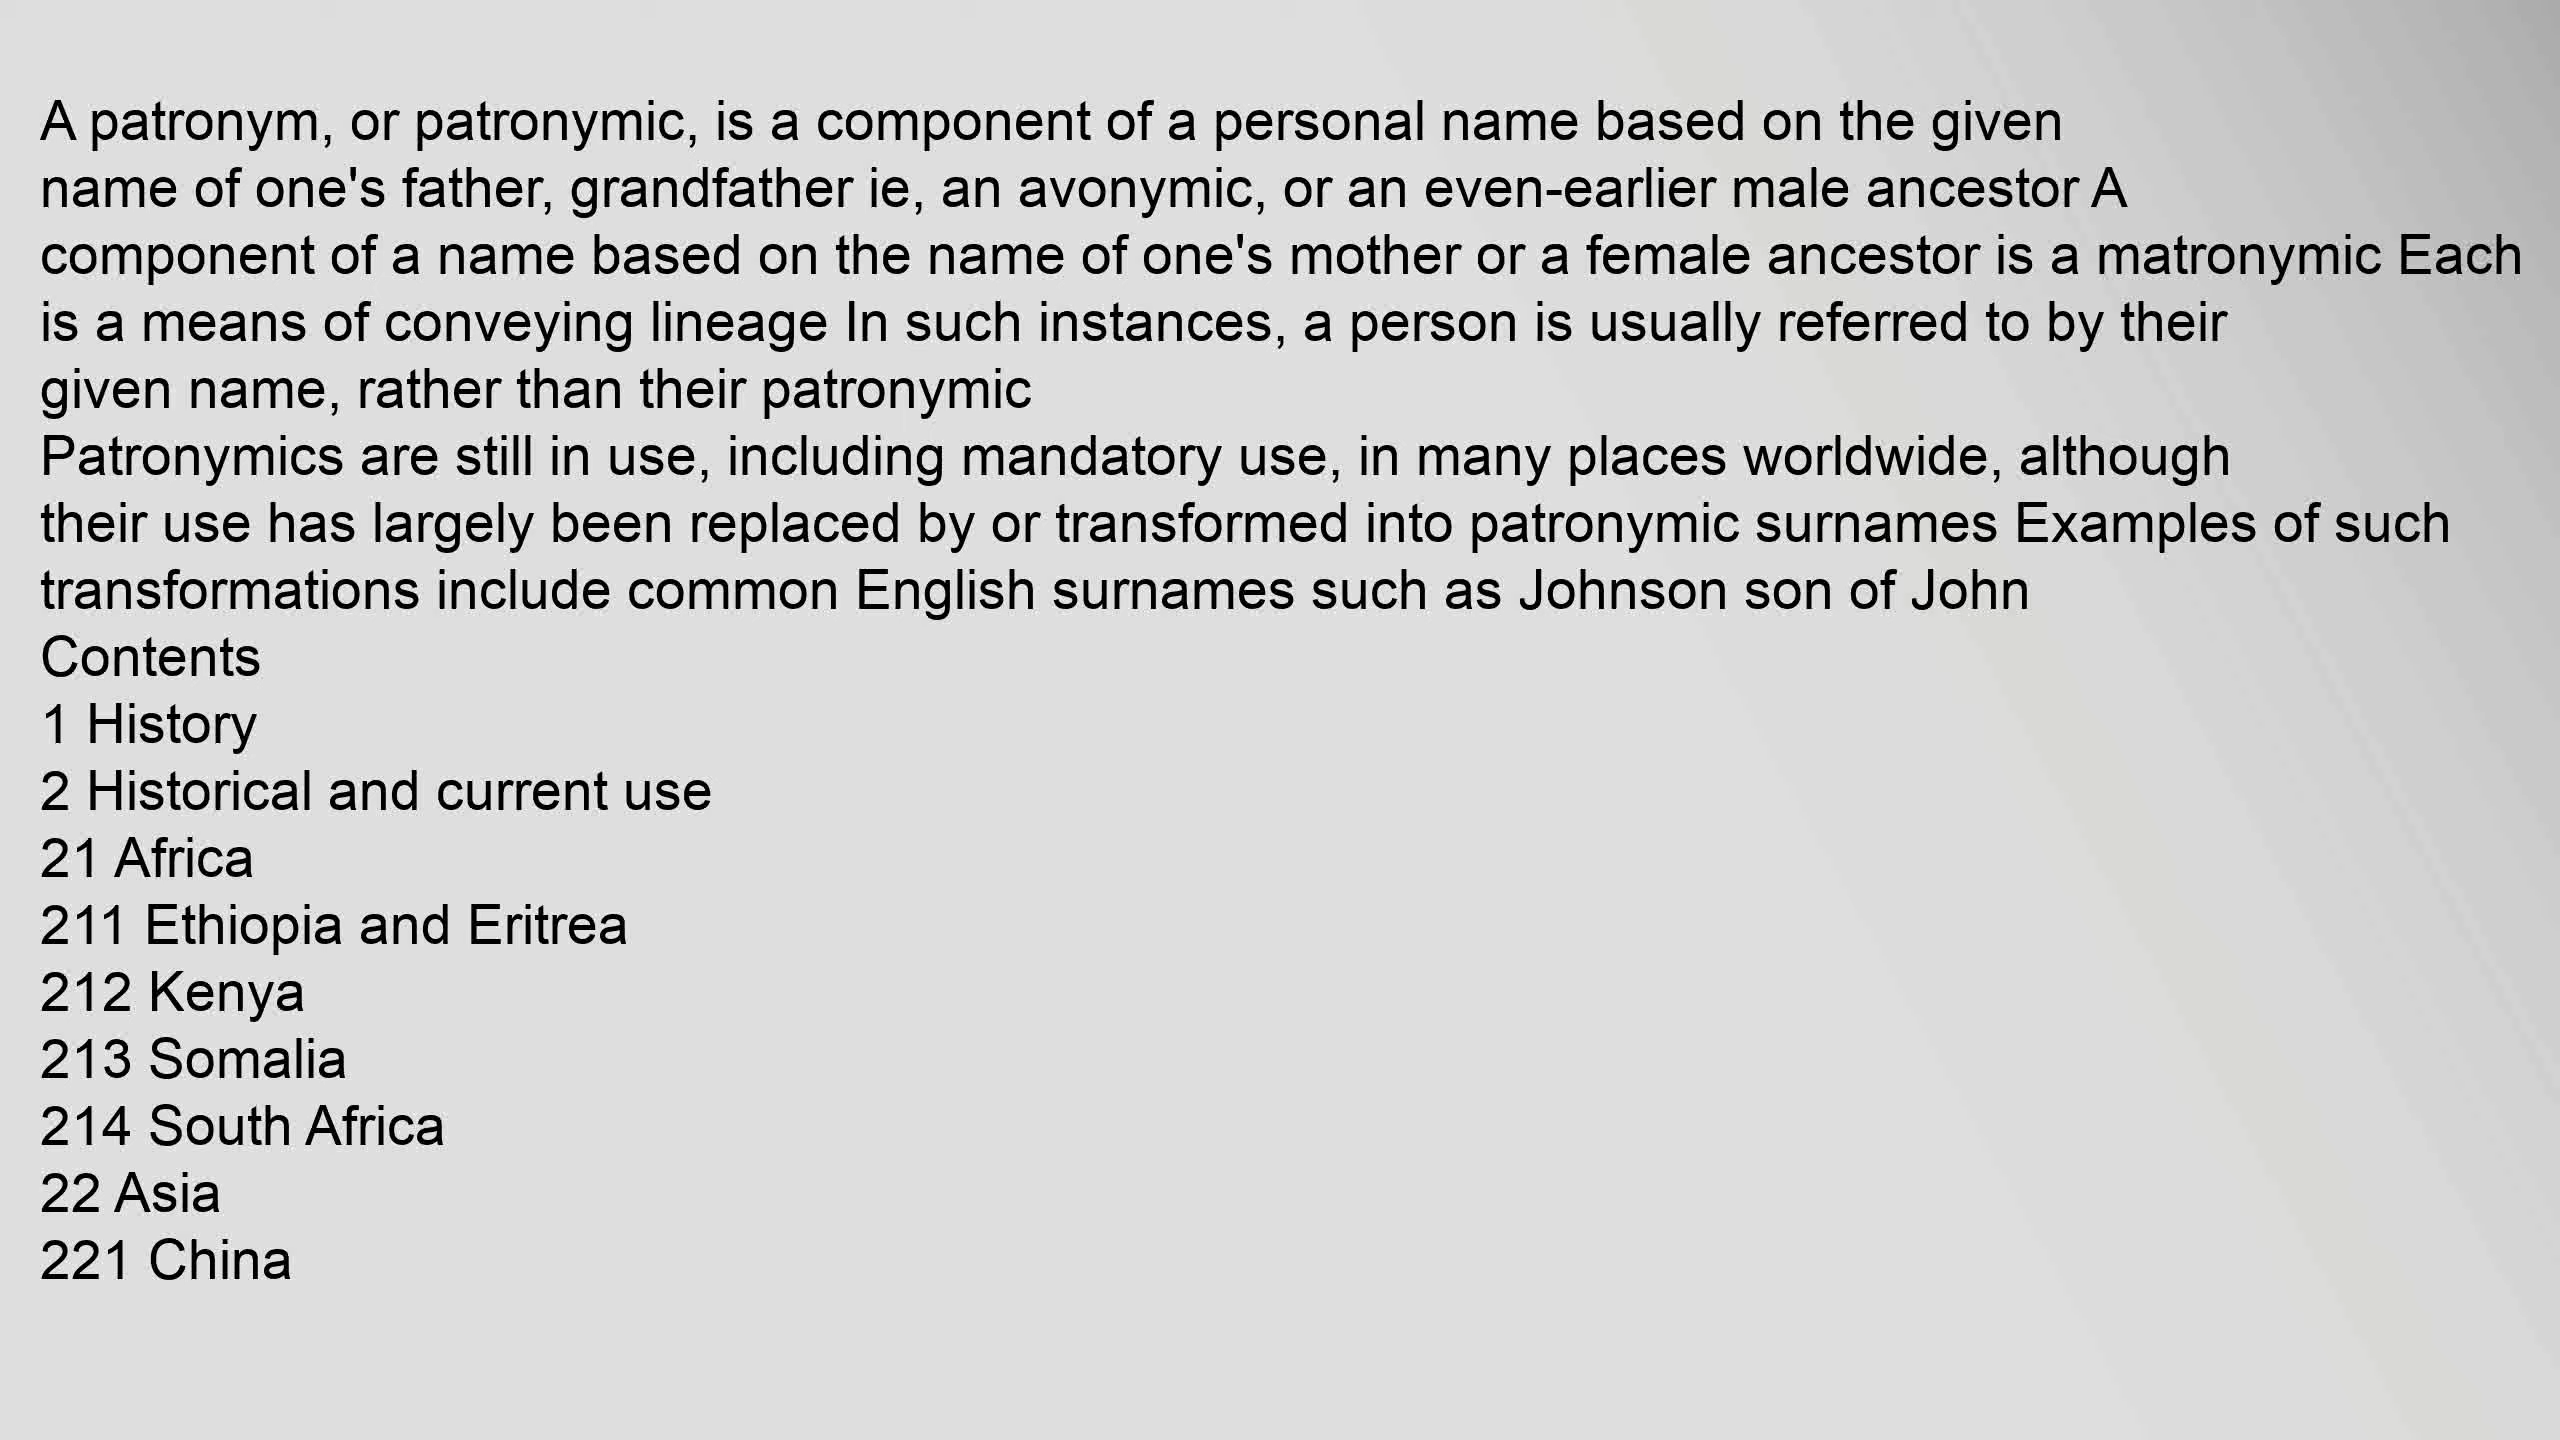 A patronym, or patronymic, is a component of a personal name based on the given
name of one's father, grandfather ie, an avonymic, or an even-earlier male ancestor A
component of a name based on the name of one's mother or a female ancestor is a matronymic Each
is a means of conveying lineage In such instances, a person is usually referred to by their
given name, rather than their patronymic
Patronymics are still in use, including mandatory use, in many places worldwide, although
their use has largely been replaced by or transformed into patronymic surnames Examples of such
transformations include common English surnames such as Johnson son of John
Contents
1 History
2 Historical and current use
21 Africa
211 Ethiopia and Eritrea
212 Kenya
213 Somalia
214 South Africa
22 Asia
221 China